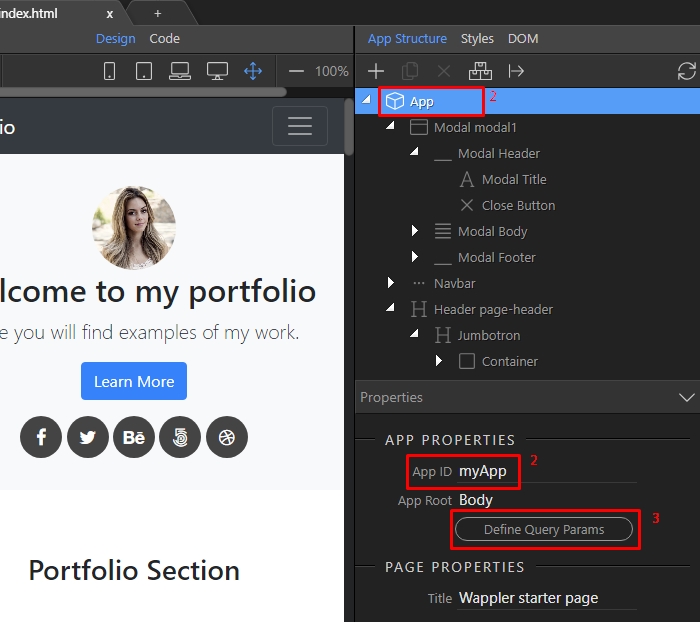 index.html x +
Design Code
100%
App Structure Styles DOM
App 2
Modal modal1
Modal Header
Modal Title
Close Button
Modal Body
Modal Footer
Navbar
Header page-header
Jumbotron
Container
io
lcome to my portfolio
e you will find examples of my work.
Learn More
Bē
Portfolio Section
Properties
APP PROPERTIES
App ID myApp 2
App Root Body
Define Query Params 3
PAGE PROPERTIES
Title Wappler starter page